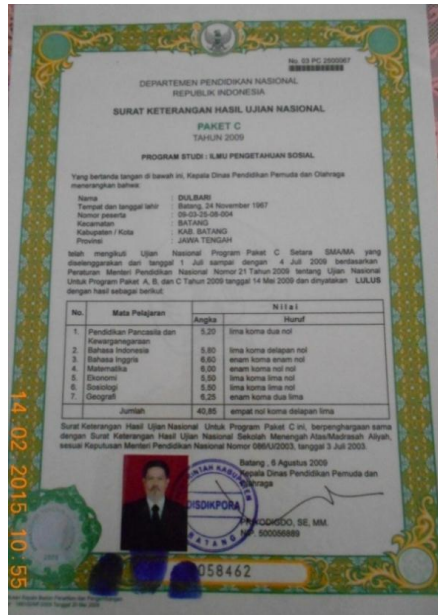 No. 03 PC 2500067
DEPARTEMEN PENDIDIKAN NASIONAL
REPUBLIK INDONESIA
SURAT KETERANGAN HASIL UJIAN NASIONAL
PAKET C
TAHUN 2009
PROGRAM STUDI : ILMU PENGETAHUAN SOSIAL
Yang bertanda tangan di bawah ini, Kepala Dinas Pendidikan Pemuda dan Olahraga
menerangkan bahwa:
Nama : DULBARI
Tempat dan tanggal lahir : Batang, 24 November 1967
Nomor peserta : 09-03-25-08-004
Kecamatan : BATANG
Kabupaten / Kota : KAB. BATANG
Provinsi : JAWA TENGAH
telah mengikuti Ujian Nasional Program Paket C Setara SMA/MA yang
diselenggarakan dari tanggal 1 Juli sampai dengan 4 Juli 2009 berdasarkan
Peraturan Menteri Pendidikan Nasional Nomor 21 Tahun 2009 tentang Ujian Nasional
Untuk Program Paket A, B, dan C Tahun 2009 tanggal 14 Mei 2009 dan dinyatakan LULUS
dengan hasil sebagai berikut:
No. Mata Pelajaran Nilai
Angka Huruf
1. Pendidikan Pancasila dan Kewarganegaraan 5,20 lima koma dua nol
2. Bahasa Indonesia 5,80 lima koma delapan nol
3. Bahasa Inggris 6,60 enam koma enam nol
4. Matematika 6,00 enam koma nol nol
5. Ekonomi 5,50 lima koma lima nol
6. Sosiologi 5,50 lima koma lima nol
7. Geografi 6,25 enam koma dua lima
Jumlah 40,85 empat nol koma delapan lima
Surat Keterangan Hasil Ujian Nasional Untuk Program Paket C ini, berpenghargaan sama
dengan Surat Keterangan Hasil Ujian Nasional Sekolah Menengah Atas/Madrasah Aliyah,
sesuai Keputusan Menteri Pendidikan Nasional Nomor 086/U/2003, tanggal 3 Juli 2003.
Batang, 6 Agustus 2009
Kepala Dinas Pendidikan Pemuda dan
Olahraga
DISDIKPORA
BATANG
SE, MM.
NIP. 500056889
058462
14 02 2015 10 55